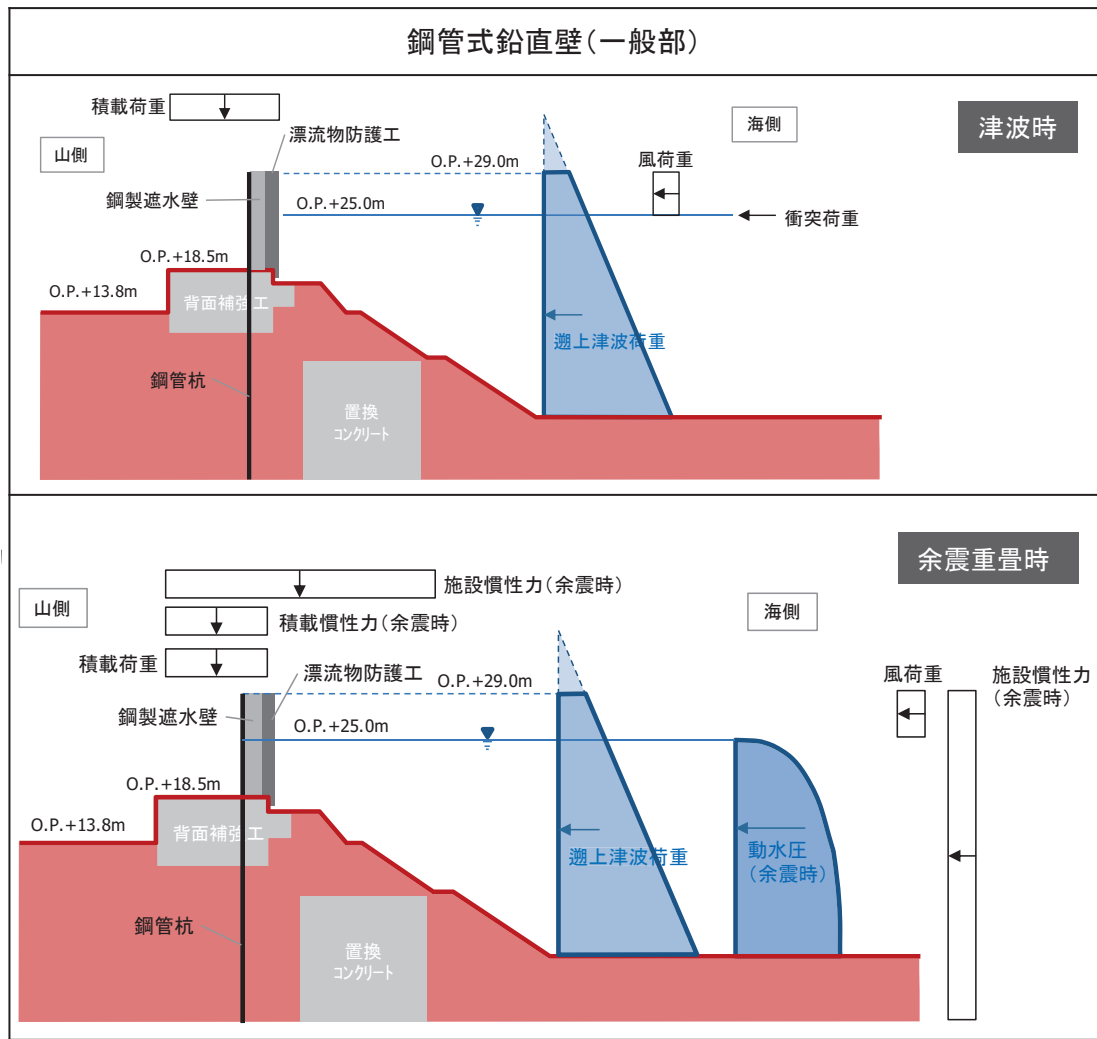 鋼管式鉛直壁(一般部)
津波時
積載荷重
漂流物防護工
海側
山側
O.P.+29.0m
風荷重
鋼製遮水壁
O.P.+25.0m
衝突荷重
O.P.+18.5m
O.P.+13.8m
背面補強工
遡上津波荷重
鋼管杭
置換
コンクリート
余震重畳時
施設慣性力(余震時)
山側
海側
積載慣性力(余震時)
積載荷重
漂流物防護工
O.P.+29.0m
風荷重
施設慣性力
(余震時)
鋼製遮水壁
O.P.+25.0m
O.P.+18.5m
O.P.+13.8m
背面補強工
遡上津波荷重
動水圧
(余震時)
鋼管杭
置換
コンクリート